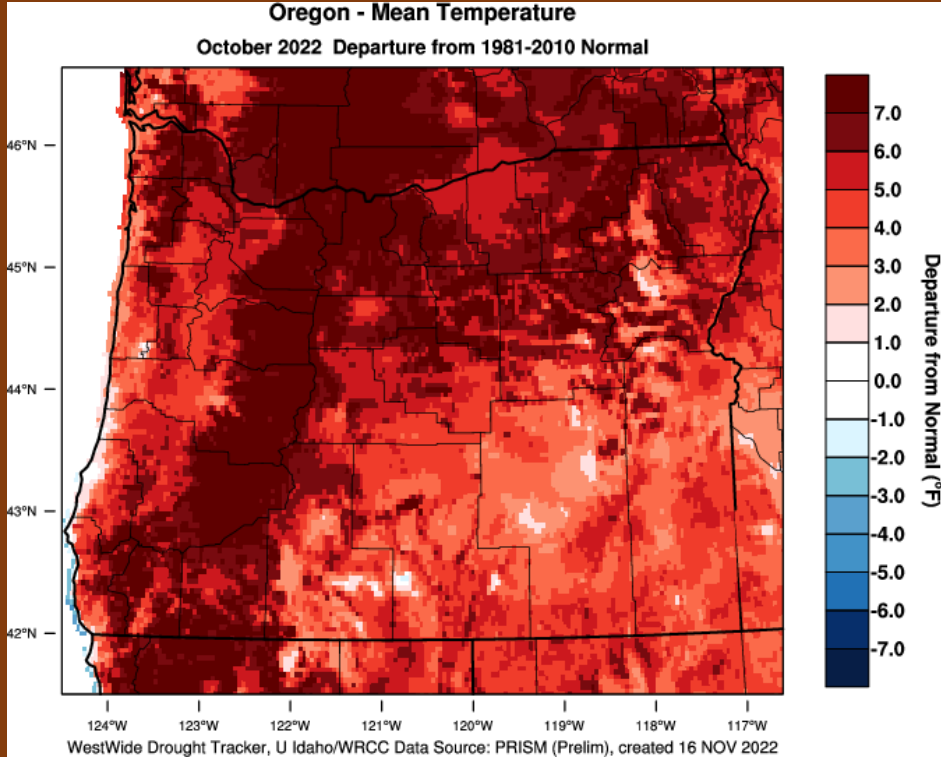 Oregon - Mean Temperature
October 2022  Departure from 1981-2010 Normal
46°N
45°N
44°N
43°N
42°N
7.0
6.0
5.0
4.0
3.0
2.0
1.0
0.0
-1.0
-2.0
-3.0
-4.0
-5.0
-6.0
-7.0
Departure from Normal (°F)
124°W 123°W 122°W 121°W 120°W 119°W 118°W 117°W
WestWide Drought Tracker, U Idaho/WRCC Data Source: PRISM (Prelim), created 16 NOV 2022